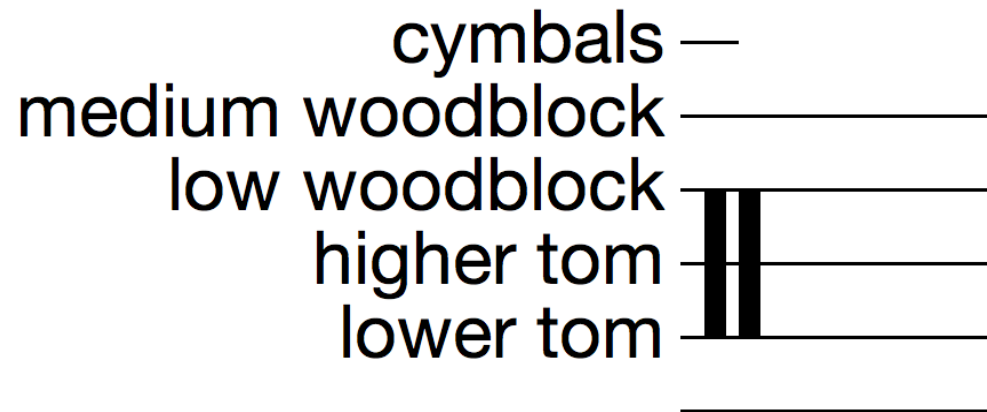 cymbals
medium woodblock
low woodblock
higher tom
lower tom